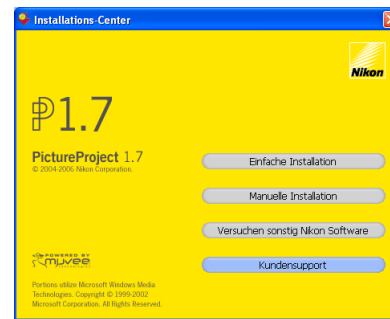 Installations-Center
Nikon
P1.7
PictureProject 1.7
© 2004-2006 Nikon Corporation.
Einfache Installation
Manuelle Installation
Versuchen sonstig Nikon Software
Kundensupport
POWERED BY
muvee
Portions utilize Microsoft Windows Media
Technologies. Copyright © 1999-2002
Microsoft Corporation. All Rights Reserved.